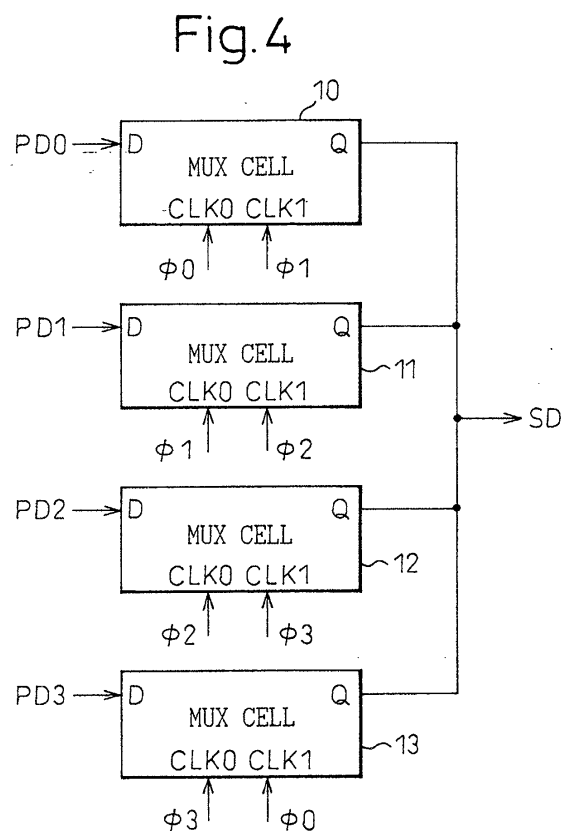 Fig.4
10
PD0 D Q
MUX CELL
CLK0 CLK1
Φ0 Φ1
PD1 D Q
MUX CELL
11
CLK0 CLK1
SD
Φ1 Φ2
PD2 D Q
MUX CELL
12
CLK0 CLK1
Φ2 Φ3
PD3 D Q
MUX CELL
13
CLK0 CLK1
Φ3 Φ0